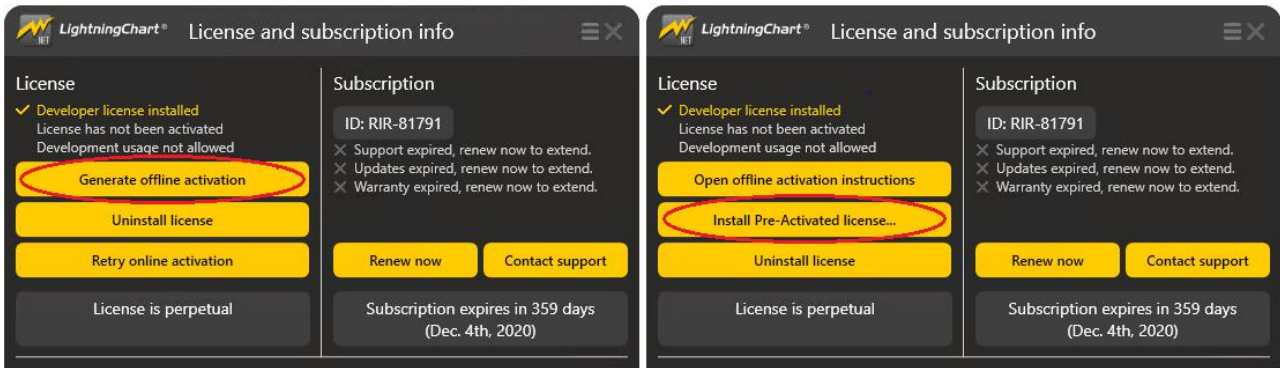 LightningChart® License and subscription info
.NET
License
Developer license installed
License has not been activated
Development usage not allowed
Generate offline activation
Uninstall license
Retry online activation
License is perpetual
Subscription
ID: RIR-81791
Support expired, renew now to extend.
Updates expired, renew now to extend.
Warranty expired, renew now to extend.
Renew now
Contact support
Subscription expires in 359 days
(Dec. 4th, 2020)
LightningChart® License and subscription info
.NET
License
Developer license installed
License has not been activated
Development usage not allowed
Open offline activation instructions
Install Pre-Activated license...
Uninstall license
License is perpetual
Subscription
ID: RIR-81791
Support expired, renew now to extend.
Updates expired, renew now to extend.
Warranty expired, renew now to extend.
Renew now
Contact support
Subscription expires in 359 days
(Dec. 4th, 2020)